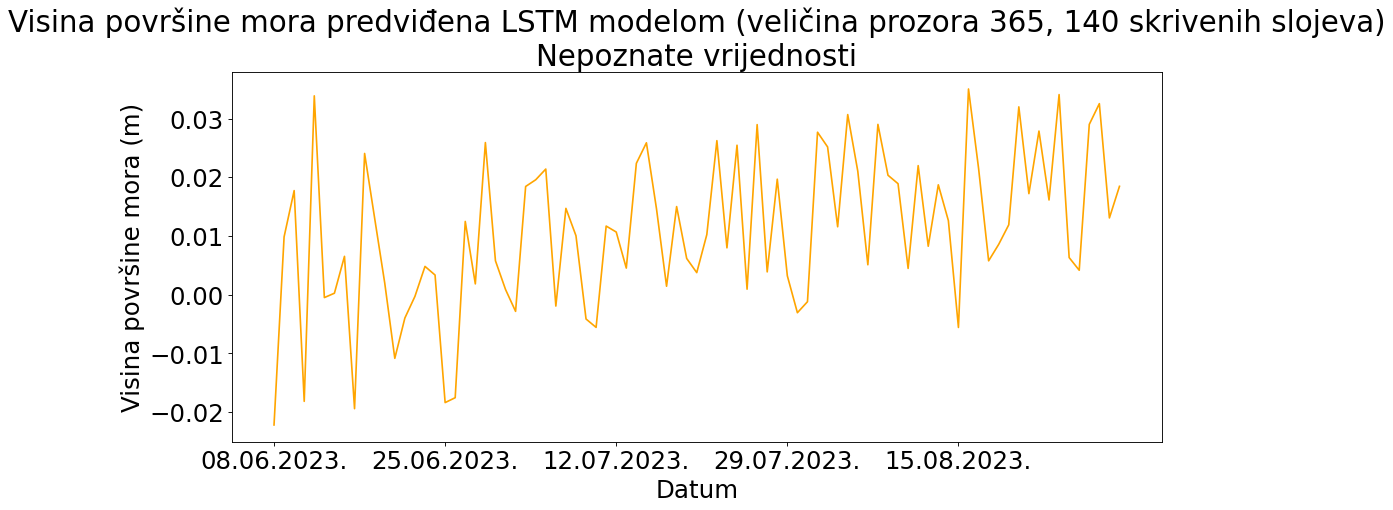 Visina površine mora predviđena LSTM modelom (veličina prozora 365, 140 skrivenih slojeva)
Nepoznate vrijednosti
Visina površine mora (m)
0.03
0.02
0.01
0.00
−0.01
−0.02
08.06.2023. 25.06.2023. 12.07.2023. 29.07.2023. 15.08.2023.
Datum